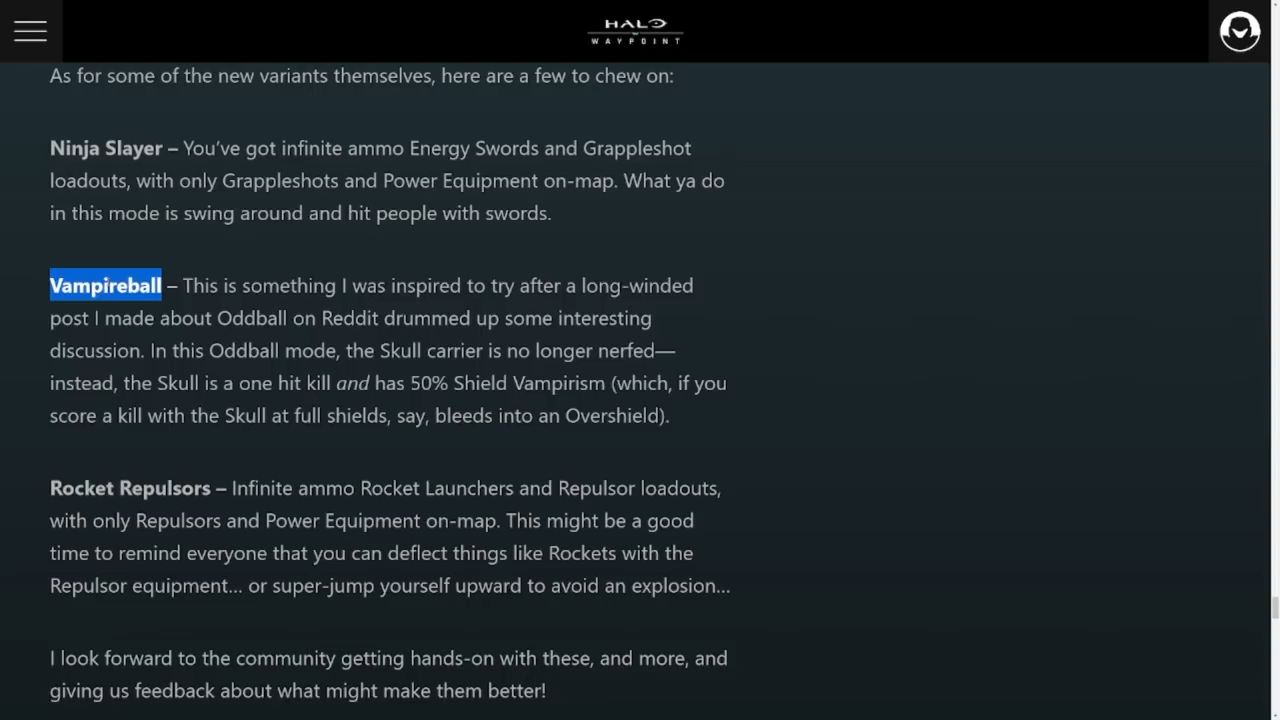 HALO
WAYPOINT
As for some of the new variants themselves, here are a few to chew on:
Ninja Slayer – You’ve got infinite ammo Energy Swords and Grappleshot
loadouts, with only Grappleshots and Power Equipment on-map. What ya do
in this mode is swing around and hit people with swords.
Vampireball – This is something I was inspired to try after a long-winded
post I made about Oddball on Reddit drummed up some interesting
discussion. In this Oddball mode, the Skull carrier is no longer nerfed—
instead, the Skull is a one hit kill and has 50% Shield Vampirism (which, if you
score a kill with the Skull at full shields, say, bleeds into an Overshield).
Rocket Repulsors – Infinite ammo Rocket Launchers and Repulsor loadouts,
with only Repulsors and Power Equipment on-map. This might be a good
time to remind everyone that you can deflect things like Rockets with the
Repulsor equipment… or super-jump yourself upward to avoid an explosion…
I look forward to the community getting hands-on with these, and more, and
giving us feedback about what might make them better!